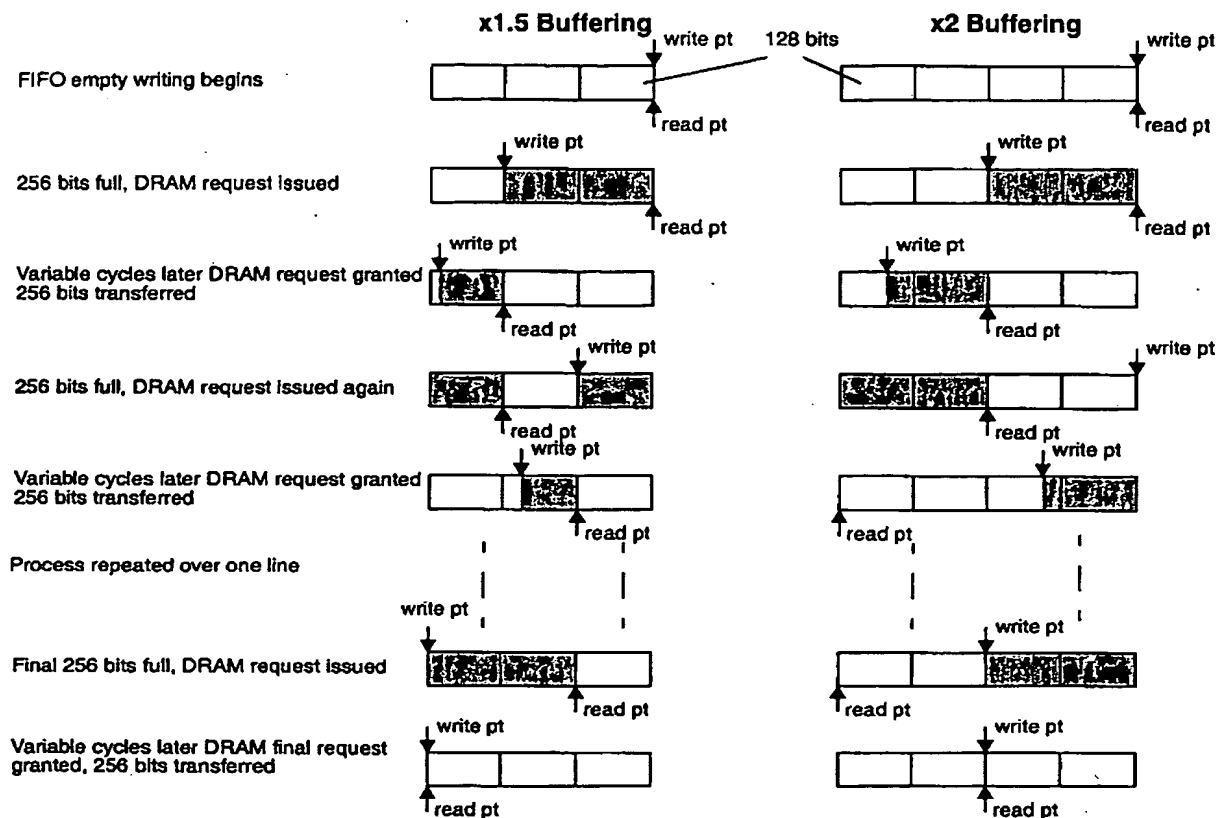 x1.5 Buffering
x2 Buffering
write pt
128 bits
write pt
FIFO empty writing begins
read pt
read pt
write pt
write pt
256 bits full, DRAM request issued
read pt
read pt
write pt
write pt
Variable cycles later DRAM request granted
256 bits transferred
read pt
read pt
write pt
write pt
256 bits full, DRAM request issued again
read pt
read pt
write pt
write pt
Variable cycles later DRAM request granted
256 bits transferred
read pt
read pt
Process repeated over one line
write pt
write pt
Final 256 bits full, DRAM request issued
read pt
read pt
write pt
write pt
Variable cycles later DRAM final request
granted, 256 bits transferred
read pt
read pt